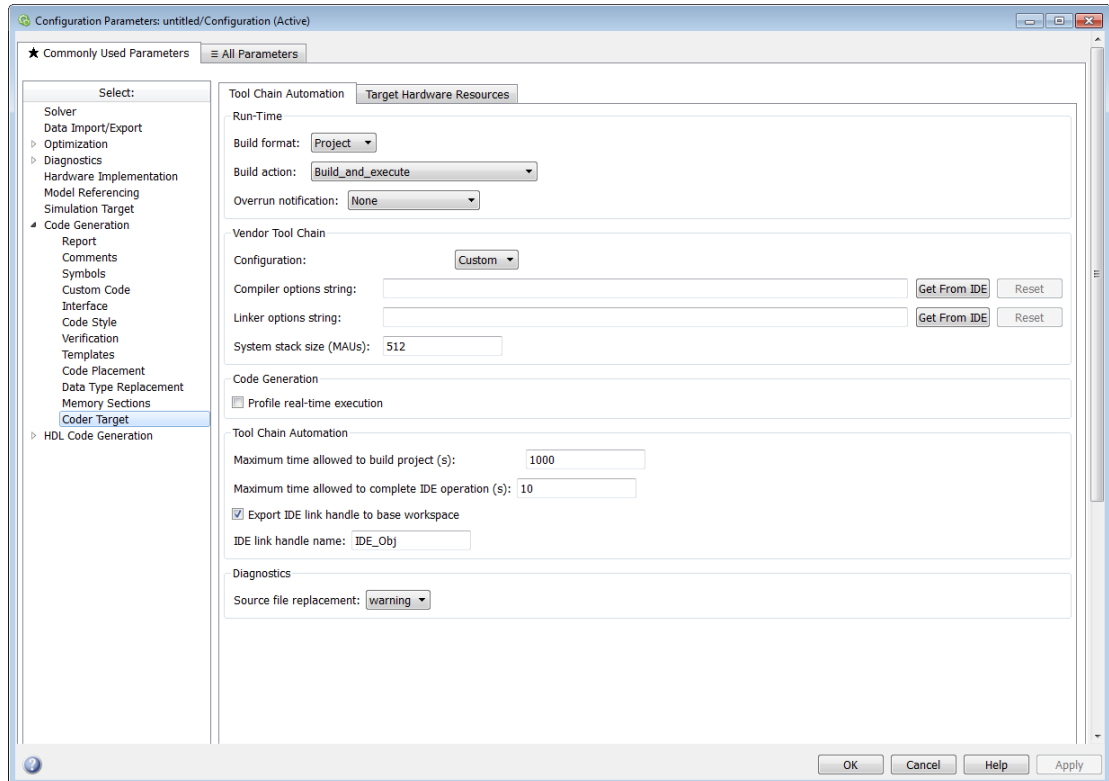 Configuration Parameters: untitled/Configuration (Active)
★ Commonly Used Parameters
≡ All Parameters
Select:
Solver
Data Import/Export
Optimization
Diagnostics
Hardware Implementation
Model Referencing
Simulation Target
Code Generation
Report
Comments
Symbols
Custom Code
Interface
Code Style
Verification
Templates
Code Placement
Data Type Replacement
Memory Sections
Coder Target
HDL Code Generation
Tool Chain Automation
Target Hardware Resources
Run-Time
Build format: Project
Build action: Build_and_execute
Overrun notification: None
Vendor Tool Chain
Configuration: Custom
Compiler options string: Get From IDE Reset
Linker options string: Get From IDE Reset
System stack size (MAUs): 512
Code Generation
Profile real-time execution
Tool Chain Automation
Maximum time allowed to build project (s): 1000
Maximum time allowed to complete IDE operation (s): 10
Export IDE link handle to base workspace
IDE link handle name: IDE_Obj
Diagnostics
Source file replacement: warning
OK Cancel Help Apply